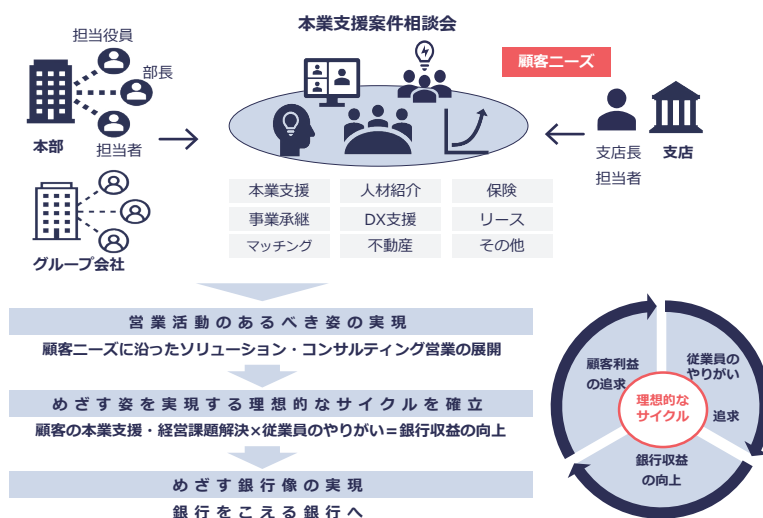 本業支援案件相談会
担当役員
部長
担当者
本部
グループ会社
顧客ニーズ
支店長
担当者
支店
本業支援
人材紹介
保険
事業承継
DX支援
リース
マッチング
不動産
その他
営業活動のあるべき姿の実現
顧客ニーズに沿ったソリューション・コンサルティング営業の展開
めざす姿を実現する理想的なサイクルを確立
顧客の本業支援・経営課題解決×従業員のやりがい=銀行収益の向上
めざす銀行像の実現
銀行をこえる銀行へ
顧客利益
の追求
従業員の
やりがい
追求
理想的な
サイクル
銀行収益
の向上